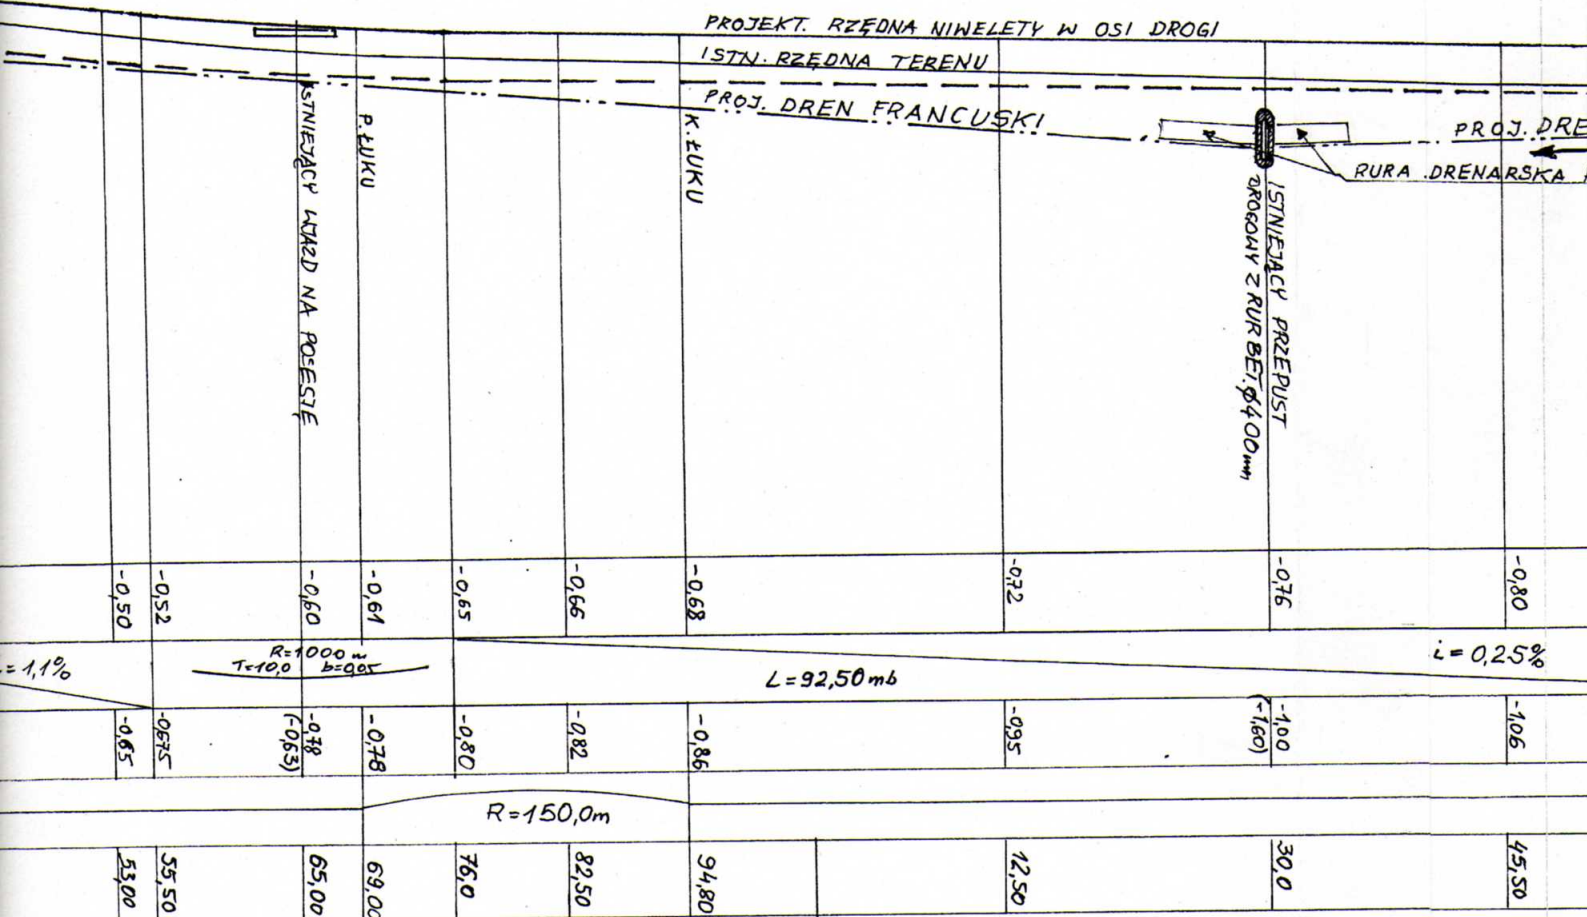 PROJEKT. RZĘDNA NIWELETY W OSI DROGI
ISTN. RZĘDNA TERENU
PROJ. DREN FRANCUSKI
PROJ. DRE
RURA DRENARSKA
ISTNIEJĄCY WJAZD NA POSESJĘ
P. ŁUKU
K. ŁUKU
ISTNIEJĄCY PRZEPUST
DROGOWY Z RUR BET. ϕ400mm
-0,50
-0,52
-0,60
-0,61
-0,65
-0,66
-0,68
-0,72
-0,76
-0,80
=1,1%
R=1000m
T=10,0 b=0,05
L=92,50mb
i=0,25%
-0,65
-0,675
-0,78
(-0,63)
-0,78
-0,80
-0,82
-0,86
-0,95
-1,00
(-1,60)
-1,06
R=150,0m
53,00
55,50
65,00
69,00
76,0
82,50
94,80
12,50
30,0
45,50